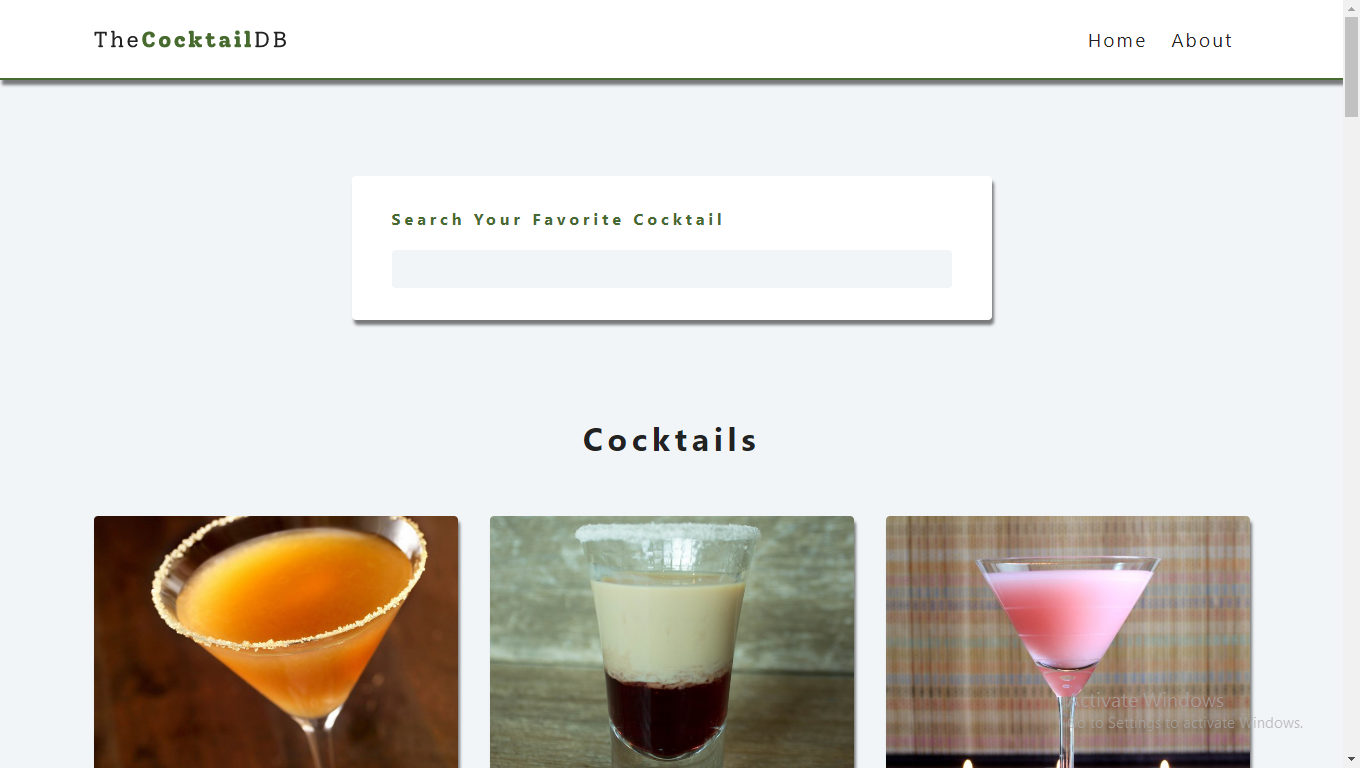 TheCocktailDB
Home About
Search Your Favorite Cocktail
Cocktails
Activate Windows
Go to Settings to activate Windows.